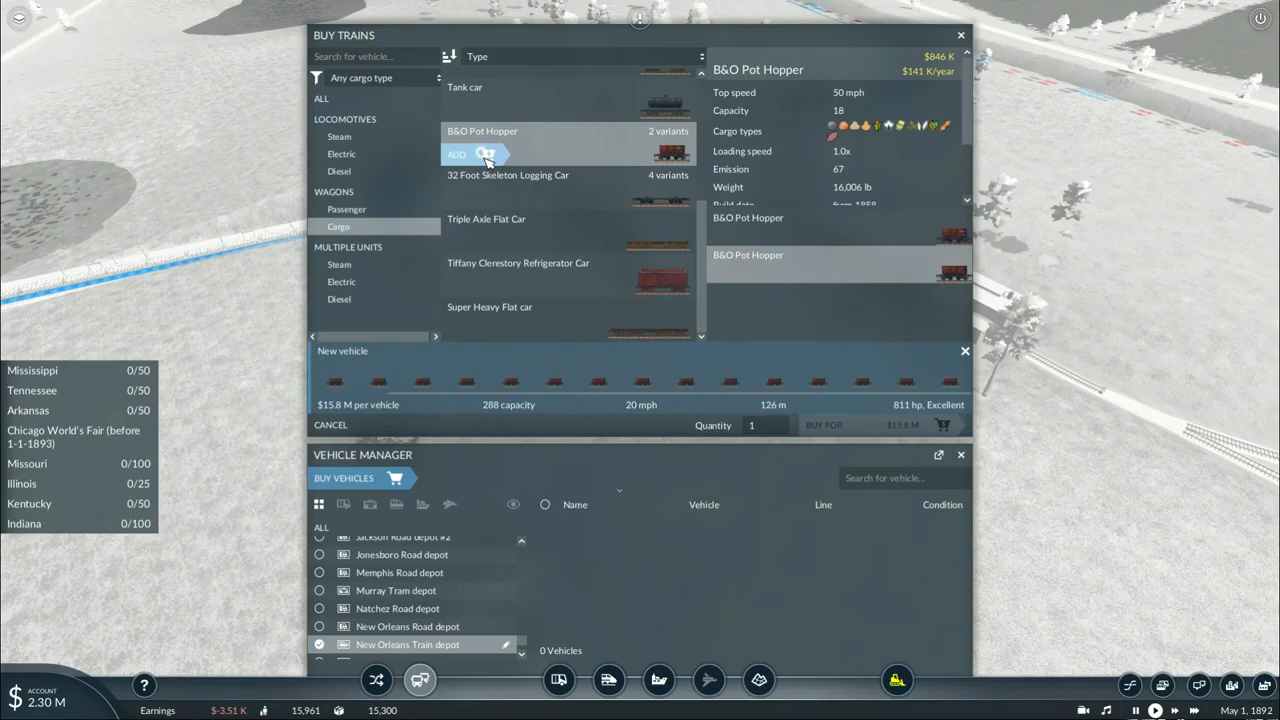 BUY TRAINS
Search for vehicle...
Type
Any cargo type
ALL
LOCOMOTIVES
Steam
Electric
Diesel
WAGONS
Passenger
Cargo
MULTIPLE UNITS
Steam
Electric
Diesel
Tank car
B&O Pot Hopper 2 variants
ADD
32 Foot Skeleton Logging Car 4 variants
Triple Axle Flat Car
Tiffany Clerestory Refrigerator Car
Super Heavy Flat car
$846 K
B&O Pot Hopper $141 K/year
Top speed 50 mph
Capacity 18
Cargo types
Loading speed 1.0x
Emission 67
Weight 16,006 lb
Build date from 1858
B&O Pot Hopper
B&O Pot Hopper
New vehicle
$15.8 M per vehicle 288 capacity 20 mph 126 m 811 hp, Excellent
CANCEL Quantity 1 BUY FOR $15.8 M
Mississippi 0/50
Tennessee 0/50
Arkansas 0/50
Chicago World's Fair (before
1-1-1893)
Missouri 0/100
Illinois 0/25
Kentucky 0/50
Indiana 0/100
VEHICLE MANAGER
BUY VEHICLES Search for vehicle...
Name Vehicle Line Condition
ALL
Jackson Road depot #2
Jonesboro Road depot
Memphis Road depot
Murray Tram depot
Natchez Road depot
New Orleans Road depot
New Orleans Train depot
0 Vehicles
$ ACCOUNT
2.30 M
?
Earnings $-3.51 K 15,961 15,300 May 1, 1892